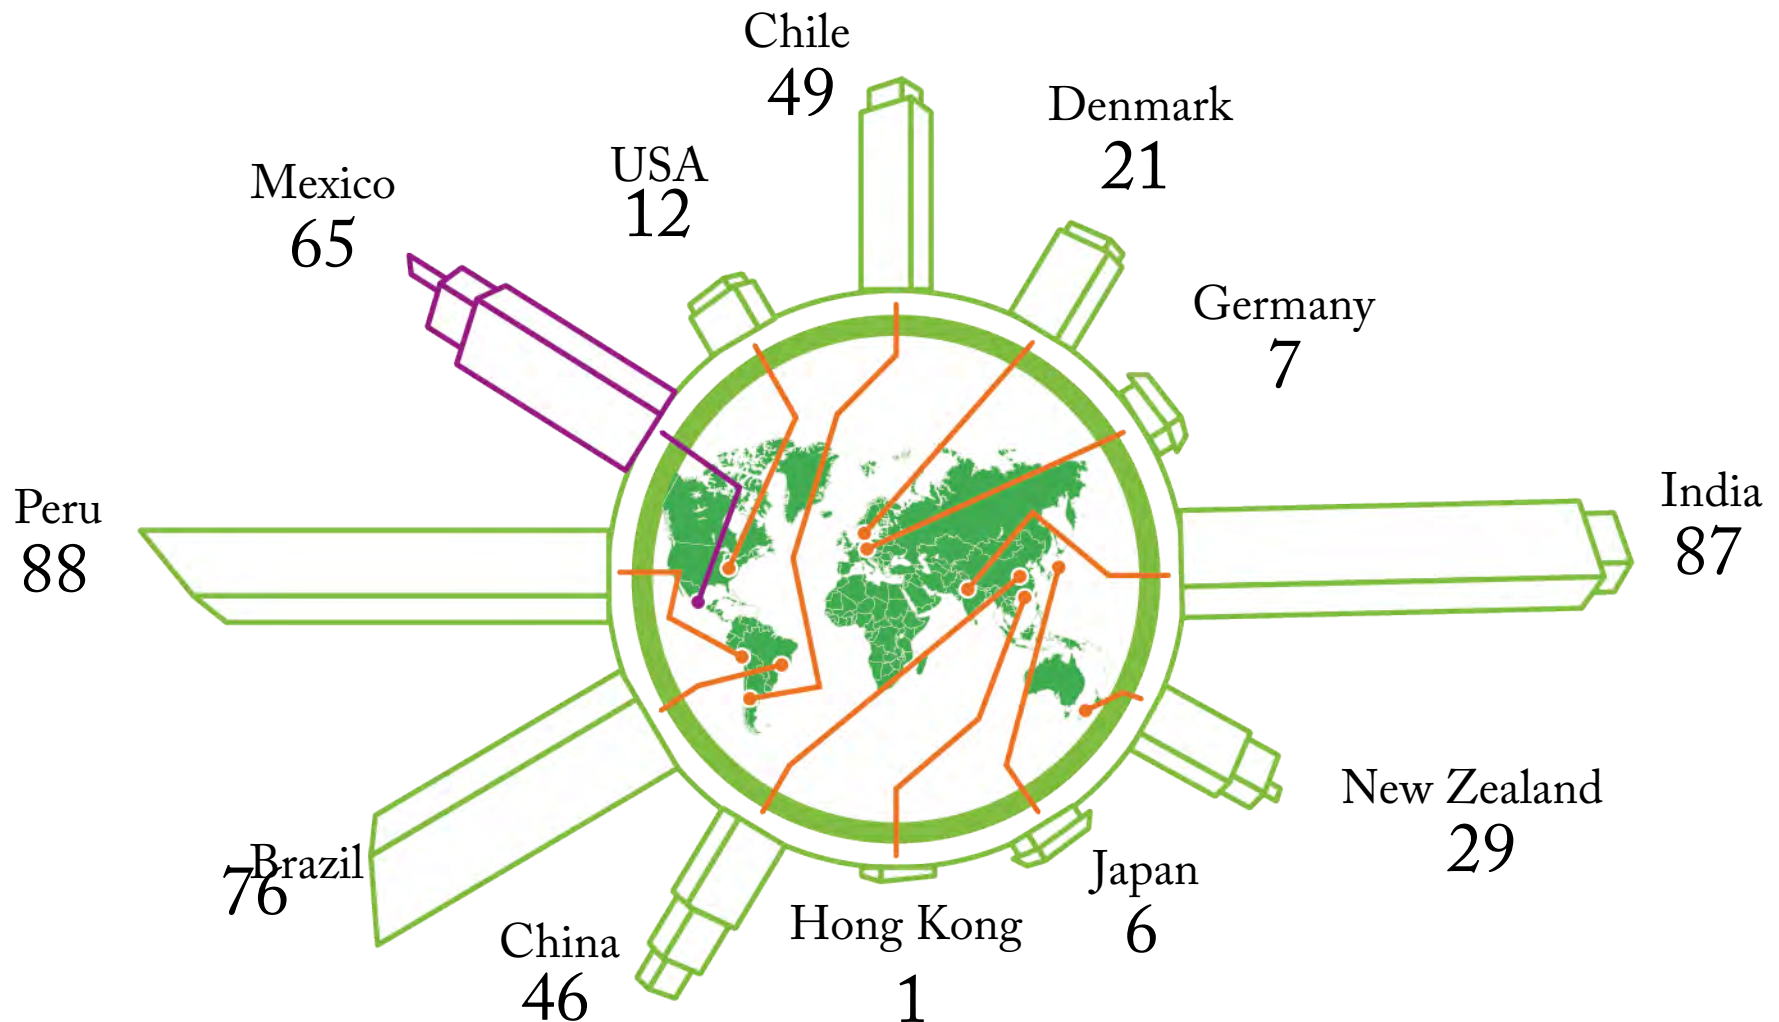 Chile
49
Denmark
21
USA
12
Mexico
65
Germany
7
India
87
Peru
88
New Zealand
29
Brazil
76
Japan
6
Hong Kong
1
China
46